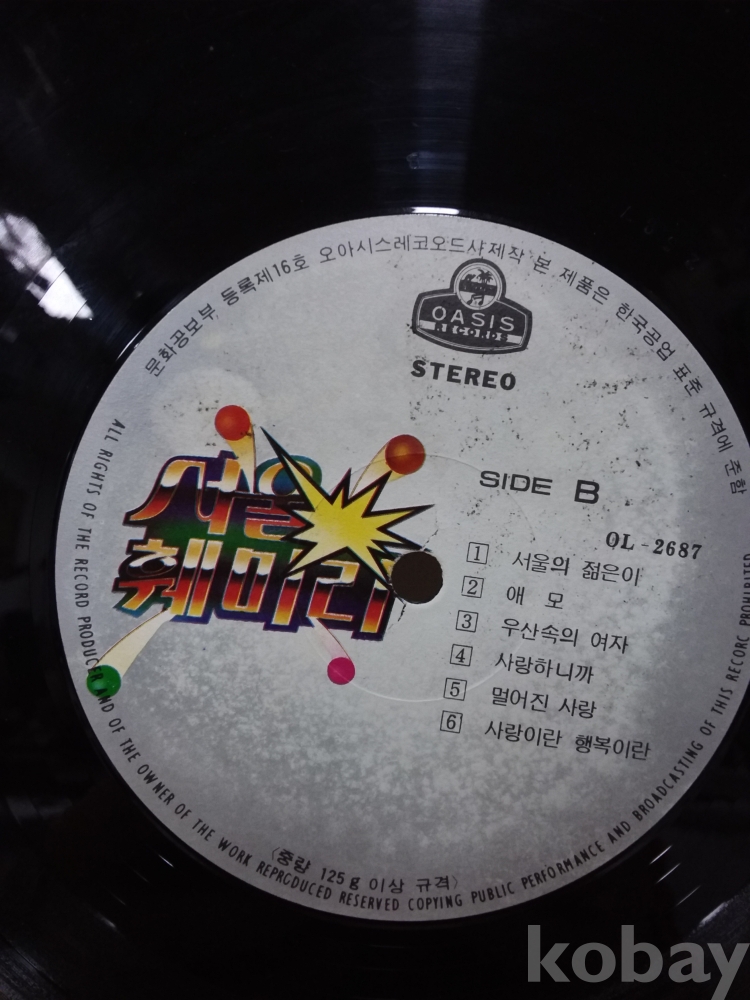 문화공보부 등록제16호 오아시스레코오드사제작 본 제품은 한국공업 표준 규격에 준함
OASIS
RECORDS
STEREO
서울
훼미리
SIDE B
OL-2687
1 서울의 젊은이
2 애 모
3 우산속의 여자
4 사랑하니까
5 멀어진 사랑
6 사랑이란 행복이란
(중량 125g 이상 규격)
ALL RIGHTS OF THE RECORD PRODUCER AND OF THE OWNER OF THE WORK REPRCDUCED RESERVED COPYING PUBLIC PERFORMANCE AND BROADCASTING OF THIS RECORC PROHIBITED
kobay